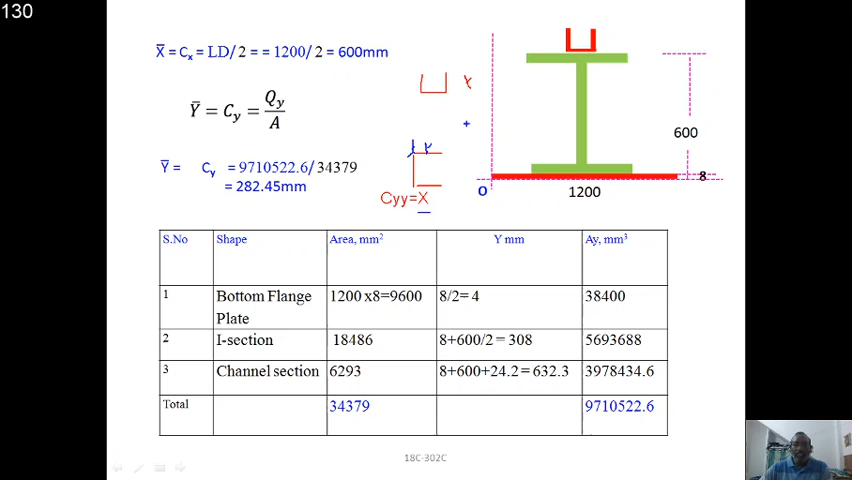 130
X̄ = Cx = LD/2 = = 1200/2 = 600mm
Ȳ = Cy = Qy/A
Ȳ = Cy = 9710522.6/34379
= 282.45mm
Cyy=X
+
600
8
O
1200
S.No Shape Area, mm² Y mm Ay, mm³
1 Bottom Flange Plate 1200 x8=9600 8/2= 4 38400
2 I-section 18486 8+600/2 = 308 5693688
3 Channel section 6293 8+600+24.2 = 632.3 3978434.6
Total 34379 9710522.6
18C-302C